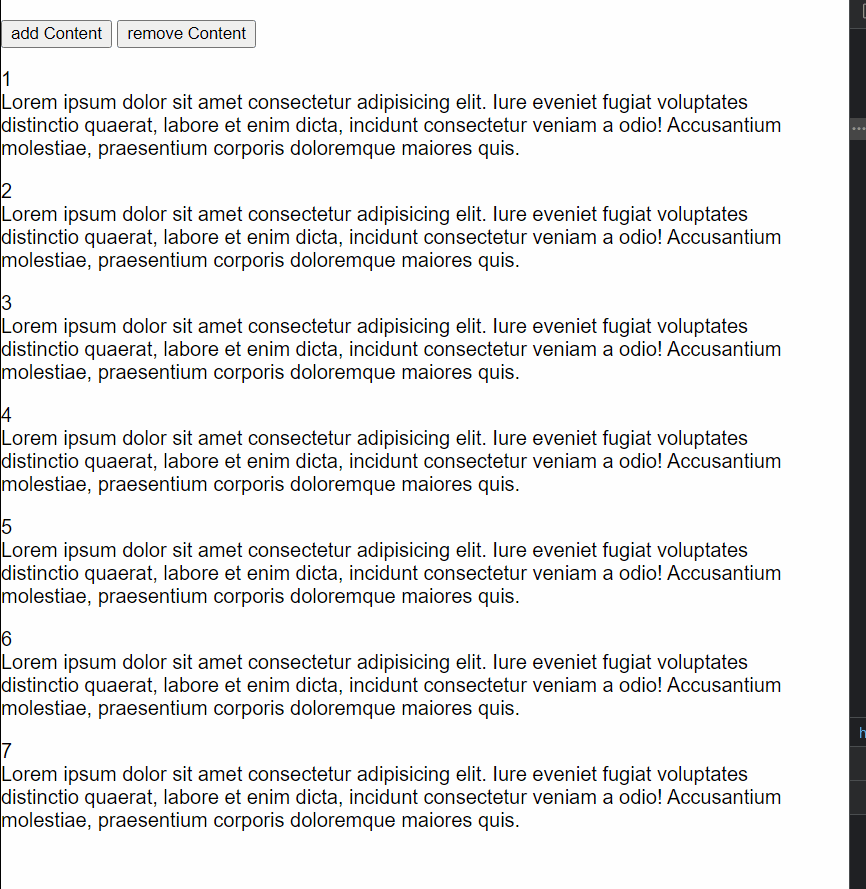 add Content remove Content
1
Lorem ipsum dolor sit amet consectetur adipisicing elit. Iure eveniet fugiat voluptates
distinctio quaerat, labore et enim dicta, incidunt consectetur veniam a odio! Accusantium
molestiae, praesentium corporis doloremque maiores quis.
2
Lorem ipsum dolor sit amet consectetur adipisicing elit. Iure eveniet fugiat voluptates
distinctio quaerat, labore et enim dicta, incidunt consectetur veniam a odio! Accusantium
molestiae, praesentium corporis doloremque maiores quis.
3
Lorem ipsum dolor sit amet consectetur adipisicing elit. Iure eveniet fugiat voluptates
distinctio quaerat, labore et enim dicta, incidunt consectetur veniam a odio! Accusantium
molestiae, praesentium corporis doloremque maiores quis.
4
Lorem ipsum dolor sit amet consectetur adipisicing elit. Iure eveniet fugiat voluptates
distinctio quaerat, labore et enim dicta, incidunt consectetur veniam a odio! Accusantium
molestiae, praesentium corporis doloremque maiores quis.
5
Lorem ipsum dolor sit amet consectetur adipisicing elit. Iure eveniet fugiat voluptates
distinctio quaerat, labore et enim dicta, incidunt consectetur veniam a odio! Accusantium
molestiae, praesentium corporis doloremque maiores quis.
6
Lorem ipsum dolor sit amet consectetur adipisicing elit. Iure eveniet fugiat voluptates
distinctio quaerat, labore et enim dicta, incidunt consectetur veniam a odio! Accusantium
molestiae, praesentium corporis doloremque maiores quis.
7
Lorem ipsum dolor sit amet consectetur adipisicing elit. Iure eveniet fugiat voluptates
distinctio quaerat, labore et enim dicta, incidunt consectetur veniam a odio! Accusantium
molestiae, praesentium corporis doloremque maiores quis.